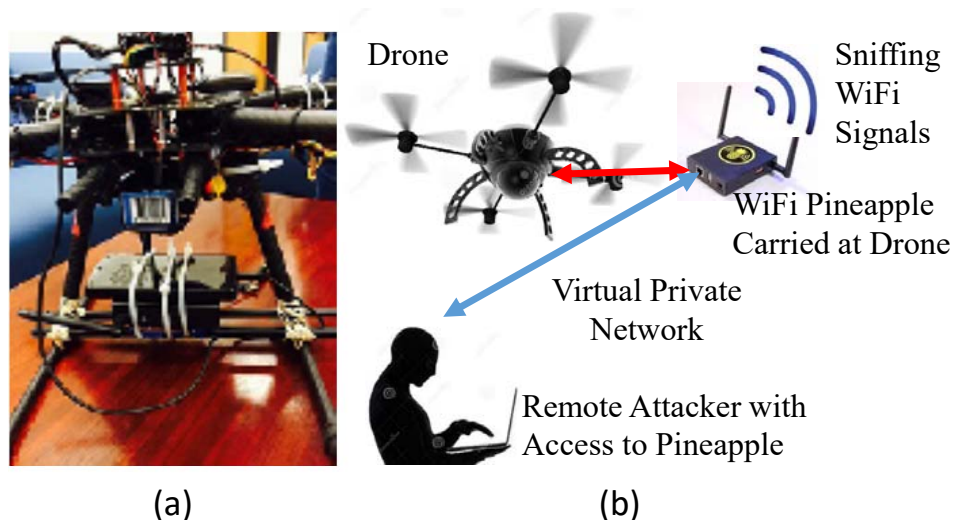 Drone
Sniffing
WiFi
Signals
WiFi Pineapple
Carried at Drone
Virtual Private
Network
Remote Attacker with
Access to Pineapple
(a)
(b)